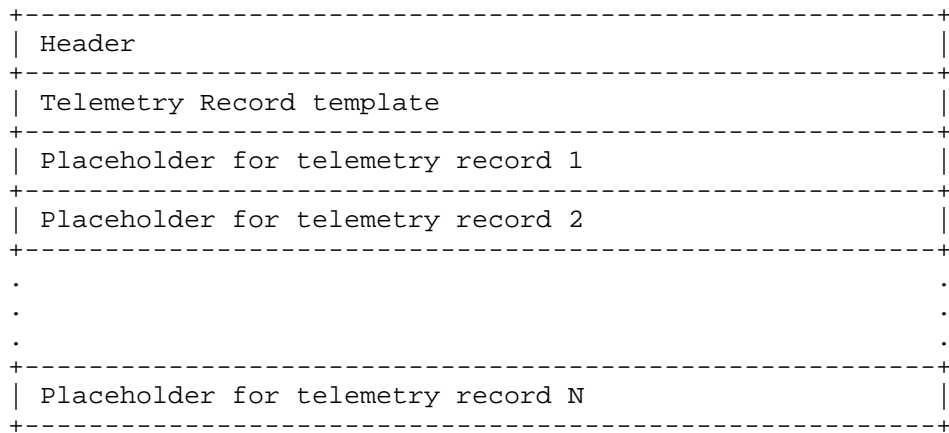 +----------------------------------------------------------+
| Header                                                   |
+----------------------------------------------------------+
| Telemetry Record template                                |
+----------------------------------------------------------+
| Placeholder for telemetry record 1                       |
+----------------------------------------------------------+
| Placeholder for telemetry record 2                       |
+----------------------------------------------------------+
.                                                          .
.                                                          .
.                                                          .
+----------------------------------------------------------+
| Placeholder for telemetry record N                       |
+----------------------------------------------------------+